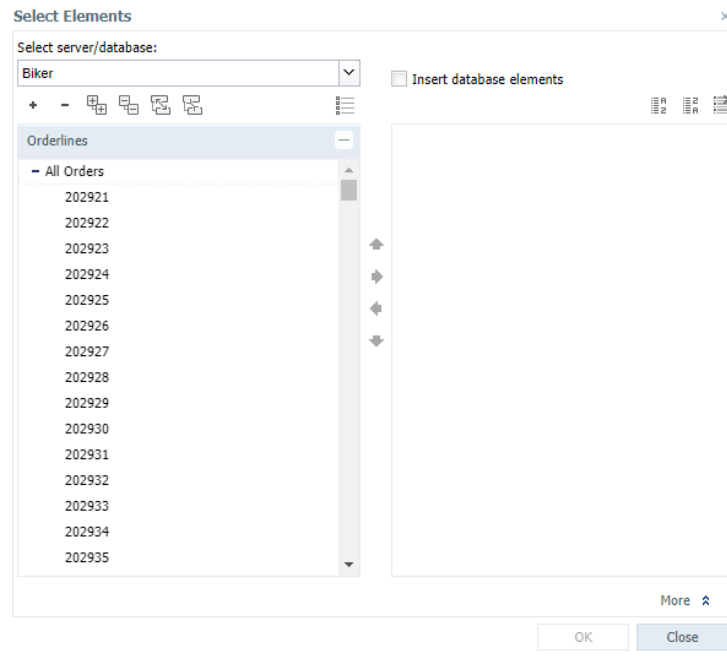 Select Elements
Select server/database:
Biker
Insert database elements
Orderlines
All Orders
202921
202922
202923
202924
202925
202926
202927
202928
202929
202930
202931
202932
202933
202934
202935
More
OK
Close